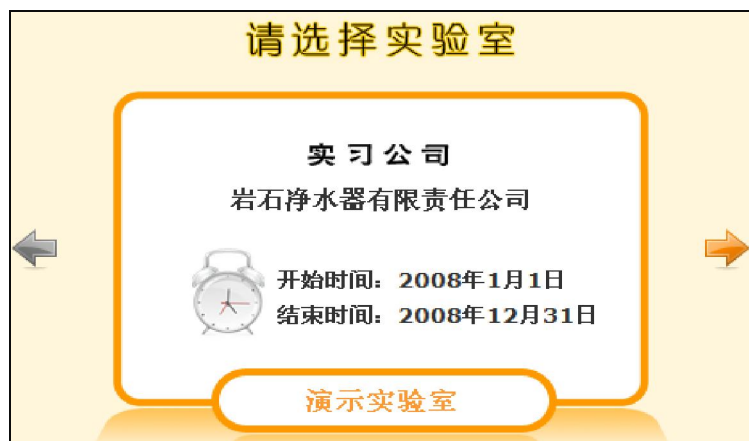 请选择实验室
实习公司
岩石净水器有限责任公司
开始时间：2008年1月1日
结束时间：2008年12月31日
演示实验室